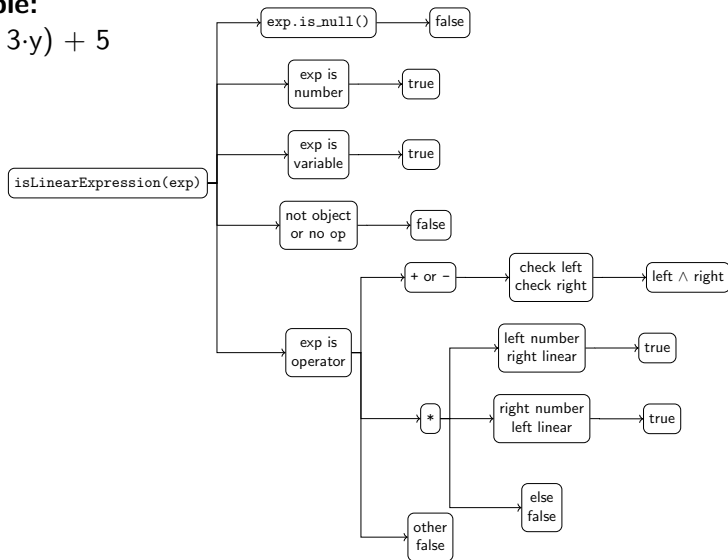 ple:
3·y) + 5
exp.is_null()
false
exp is
number
true
exp is
variable
true
isLinearExpression(exp)
not object
or no op
false
+ or -
check left
check right
left ∧ right
exp is
operator
left number
right linear
true
*
right number
left linear
true
else
false
other
false